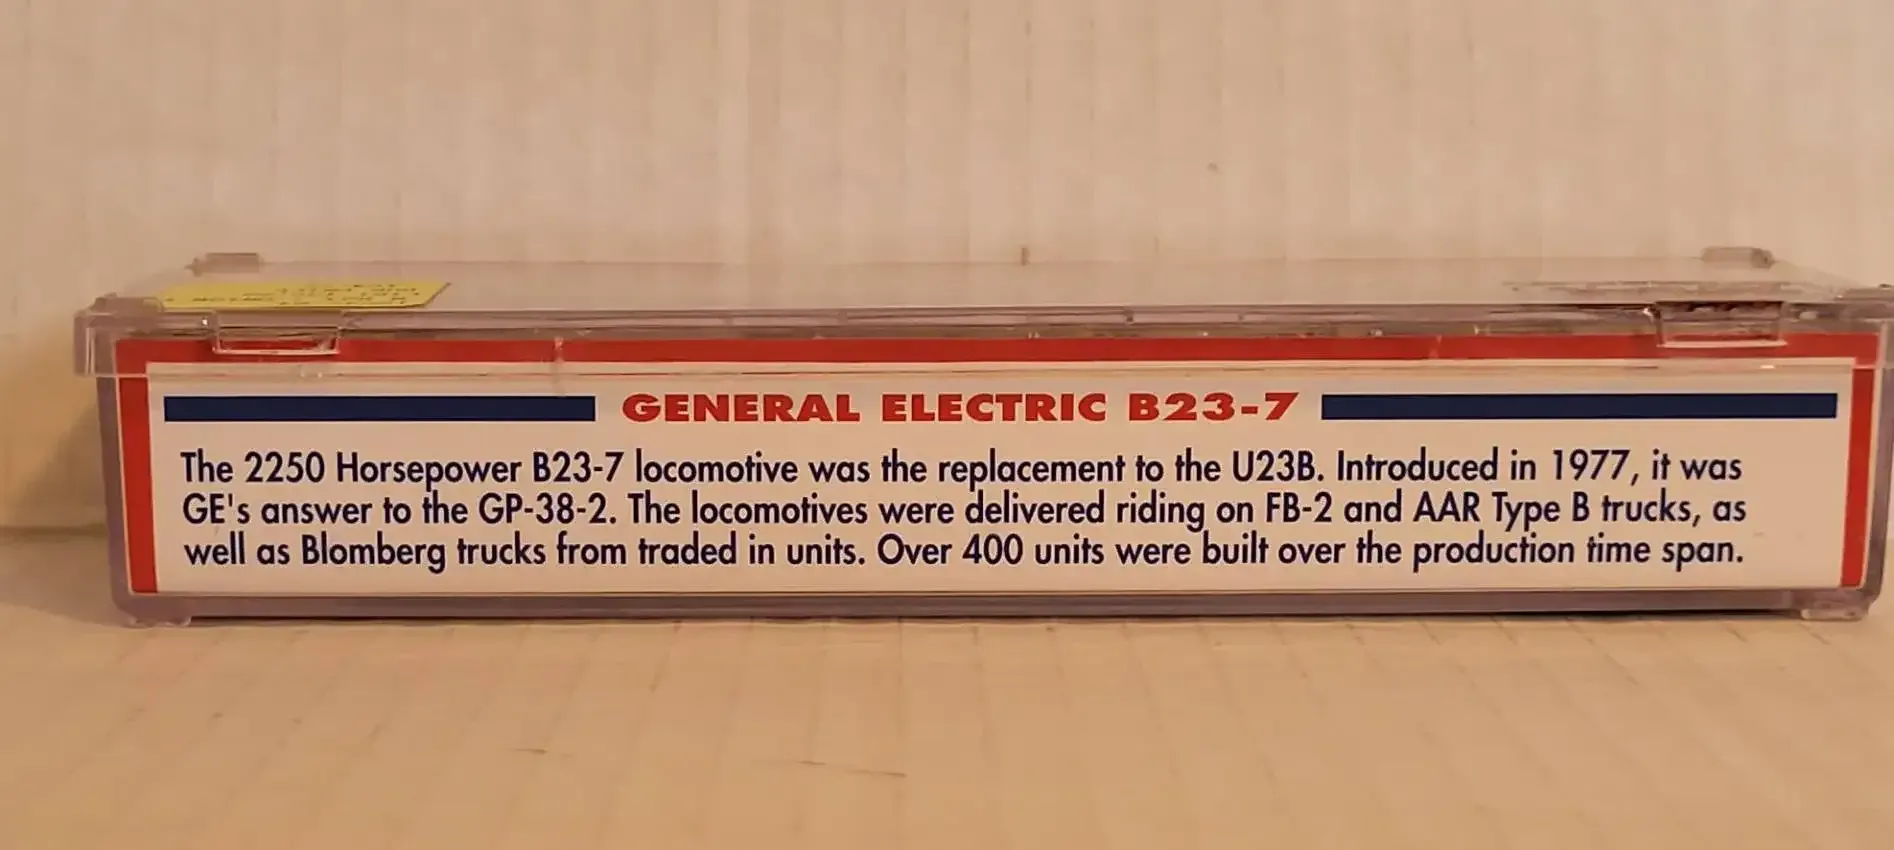 GENERAL ELECTRIC B23-7
The 2250 Horsepower B23-7 locomotive was the replacement to the U23B. Introduced in 1977, it was
GE's answer to the GP-38-2. The locomotives were delivered riding on FB-2 and AAR Type B trucks, as
well as Blomberg trucks from traded in units. Over 400 units were built over the production time span.